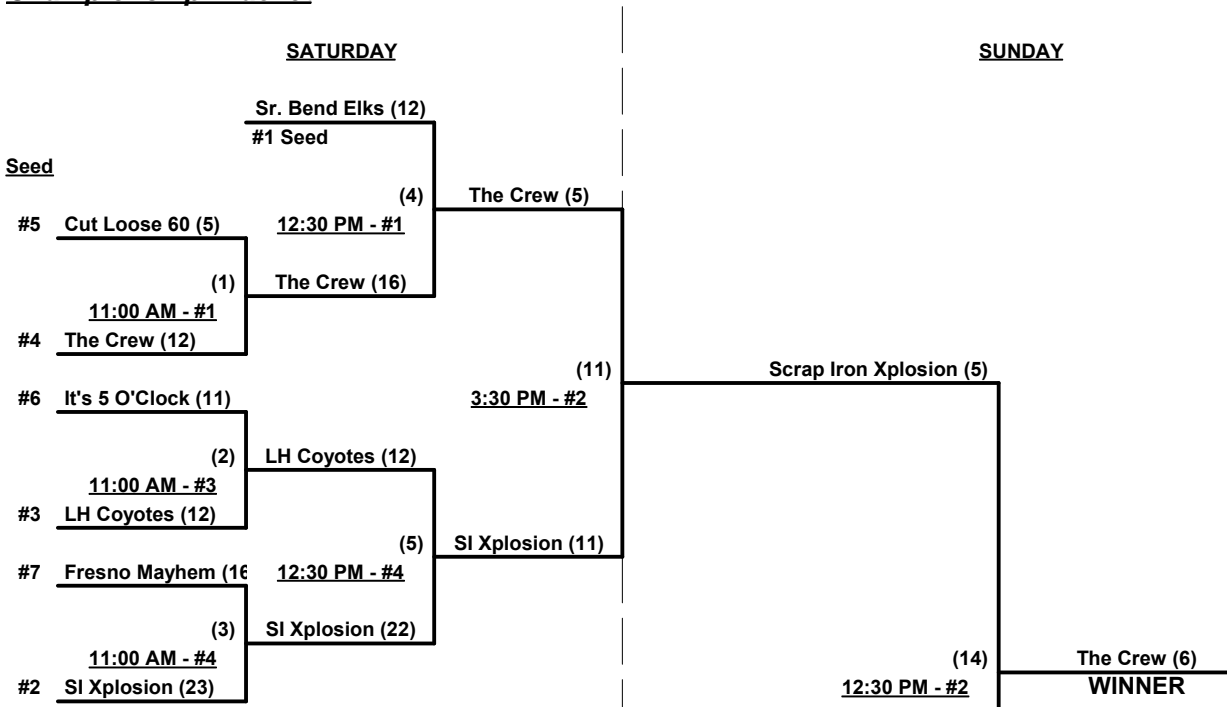 SATURDAY
SUNDAY
Sr. Bend Elks (12)
#1 Seed
Seed
(4)
The Crew (5)
#5 Cut Loose 60 (5)
12:30 PM - #1
(1)
The Crew (16)
11:00 AM - #1
#4 The Crew (12)
(11)
Scrap Iron Xplosion (5)
#6 It's 5 O'Clock (11)
3:30 PM - #2
(2)
LH Coyotes (12)
11:00 AM - #3
#3 LH Coyotes (12)
(5)
SI Xplosion (11)
#7 Fresno Mayhem (16
12:30 PM - #4
(3)
SI Xplosion (22)
11:00 AM - #4
(14)
The Crew (6)
#2 SI Xplosion (23)
12:30 PM - #2
WINNER